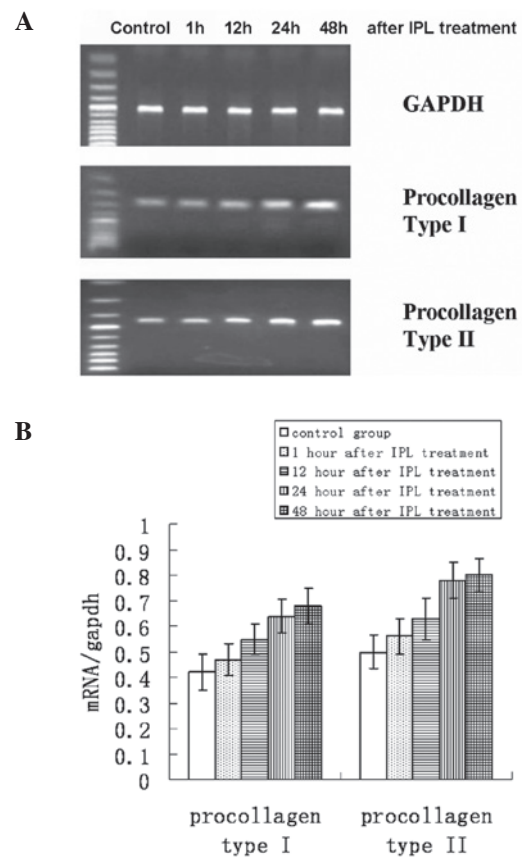 A
Control 1h 12h 24h 48h after IPL treatment
GAPDH
Procollagen
Type I
Procollagen
Type II
B
control group
1 hour after IPL treatment
12 hour after IPL treatment
24 hour after IPL treatment
48 hour after IPL treatment
mRNA/gapdh
1
0.9
0.8
0.7
0.6
0.5
0.4
0.3
0.2
0.1
0
procollagen procollagen
type I type II